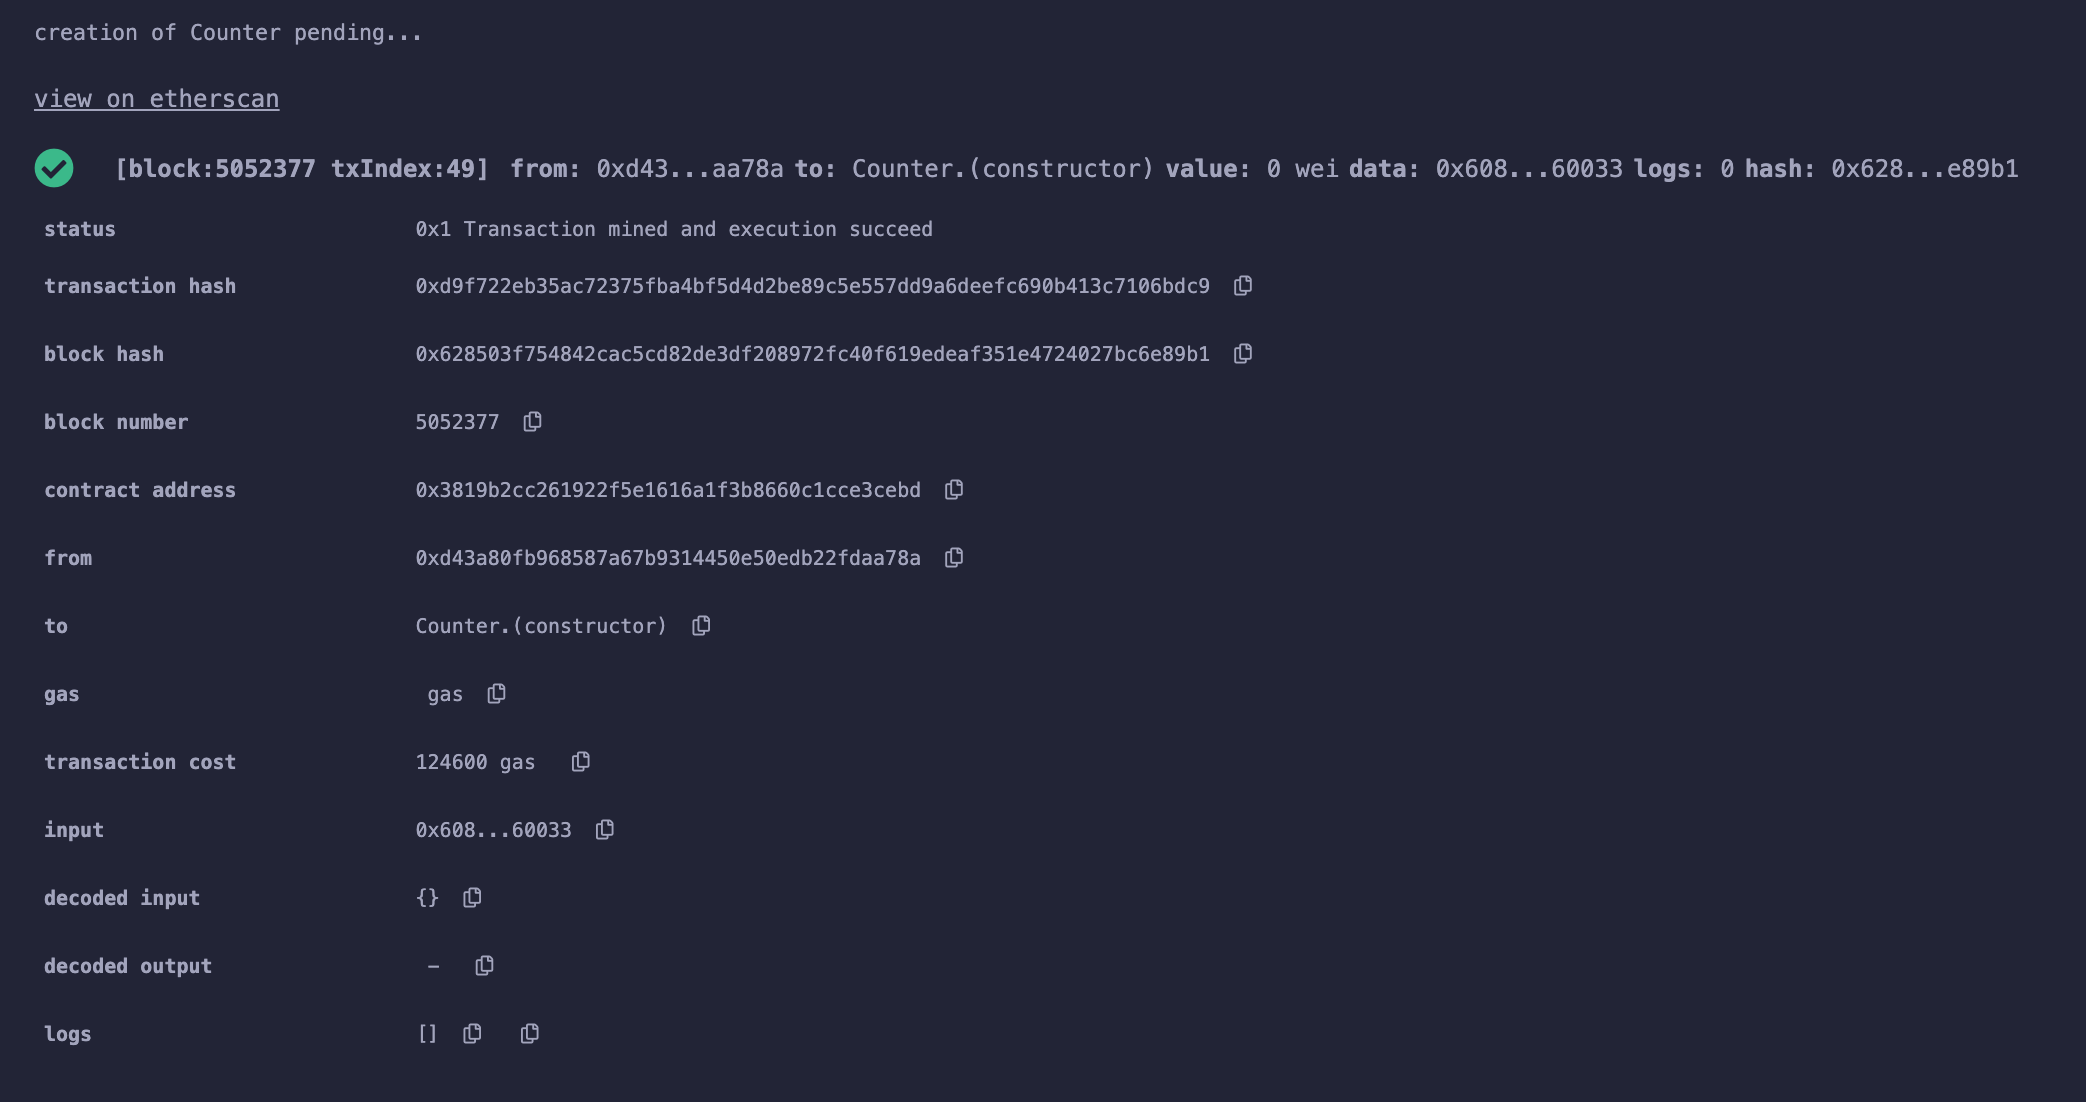 creation of Counter pending...
view on etherscan
[block:5052377 txIndex:49] from: 0xd43...aa78a to: Counter.(constructor) value: 0 wei data: 0x608...60033 logs: 0 hash: 0x628...e89b1
status 0x1 Transaction mined and execution succeed
transaction hash 0xd9f722eb35ac72375fba4bf5d4d2be89c5e557dd9a6deefc690b413c7106bdc9
block hash 0x628503f754842cac5cd82de3df208972fc40f619edeaf351e4724027bc6e89b1
block number 5052377
contract address 0x3819b2cc261922f5e1616a1f3b8660c1cce3cebd
from 0xd43a80fb968587a67b9314450e50edb22fdaa78a
to Counter.(constructor)
gas gas
transaction cost 124600 gas
input 0x608...60033
decoded input {}
decoded output –
logs []